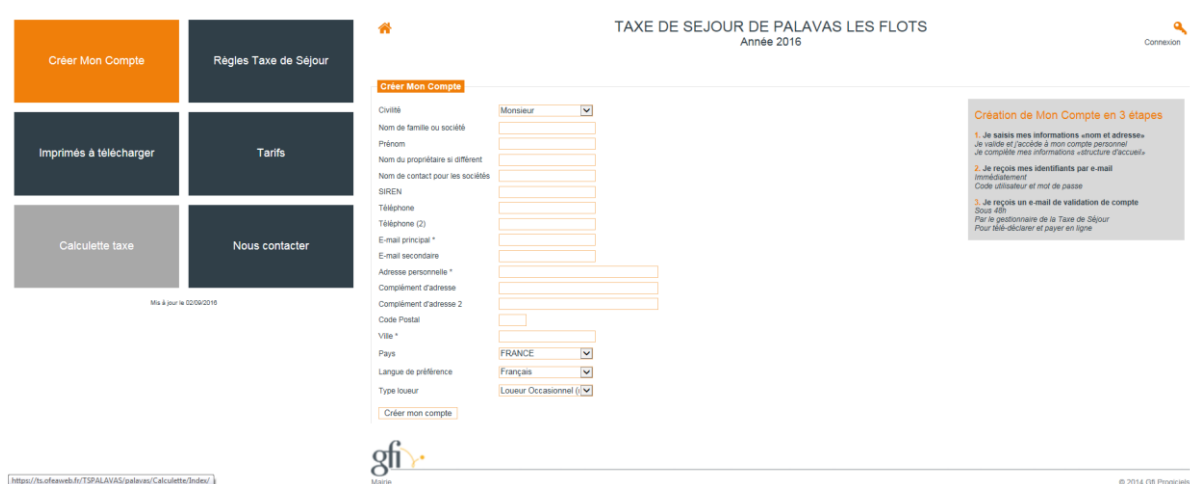 Créer Mon Compte
Règles Taxe de Séjour
Imprimés à télécharger
Tarifs
Calculette taxe
Nous contacter
Mis à jour le 02/09/2016
https://ts.ofeaweb.fr/TSPALAVAS/palavas/Calculette/Index/
TAXE DE SEJOUR DE PALAVAS LES FLOTS
Année 2016
Connexion
Créer Mon Compte
Civilité Monsieur
Nom de famille ou société
Prénom
Nom du propriétaire si différent
Nom de contact pour les sociétés
SIREN
Téléphone
Téléphone (2)
E-mail principal *
E-mail secondaire
Adresse personnelle *
Complément d'adresse
Complément d'adresse 2
Code Postal
Ville *
Pays FRANCE
Langue de préférence Français
Type loueur Loueur Occasionnel (
Créer mon compte
Création de Mon Compte en 3 étapes
1. Je saisis mes informations «nom et adresse»
Je valide et j'accède à mon compte personnel
Je complète mes informations «structure d'accueil»
2. Je reçois mes identifiants par e-mail
Immédiatement
Code utilisateur et mot de passe
3. Je reçois un e-mail de validation de compte
Sous 48h
Par le gestionnaire de la Taxe de Séjour
Pour télé-déclarer et payer en ligne
gfi
Mairie
© 2014 Gfi Progiciels